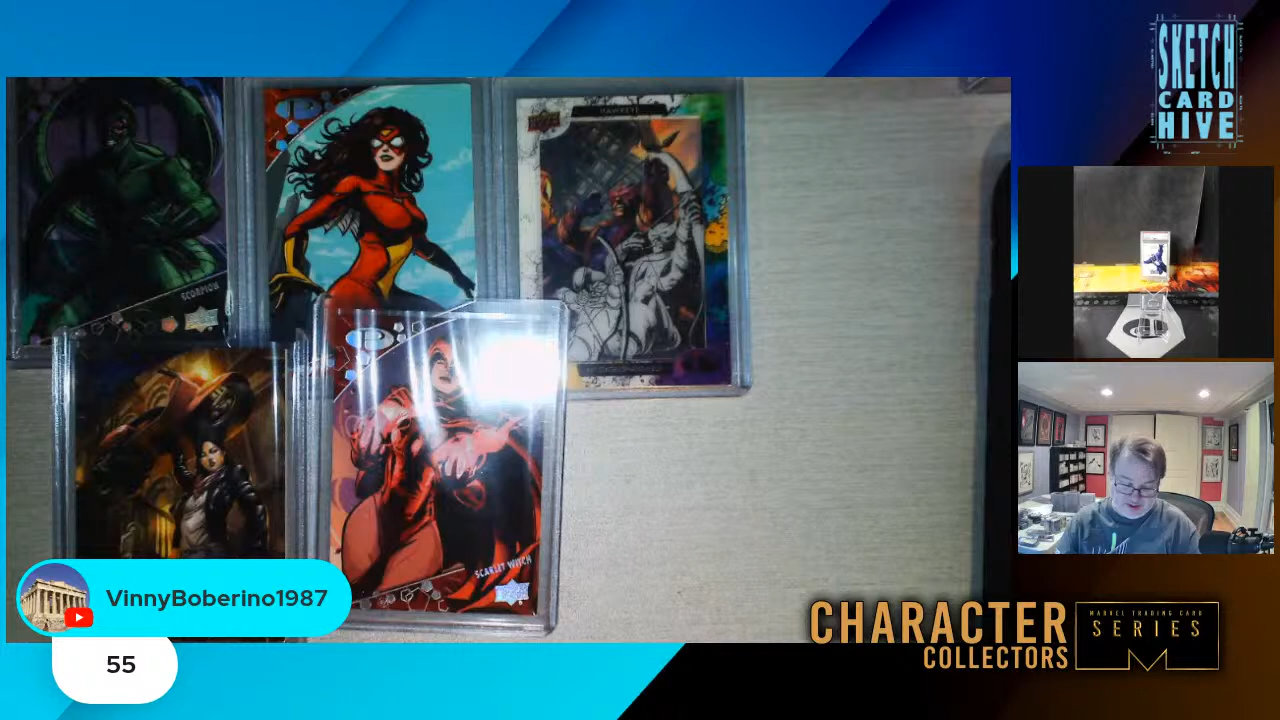 SKETCH
CARD
HIVE
HAWKEYE
SCORPION
SCARLET WITCH
VinnyBoberino1987
55
CHARACTER
COLLECTORS
MARVEL TRADING CARD
SERIES